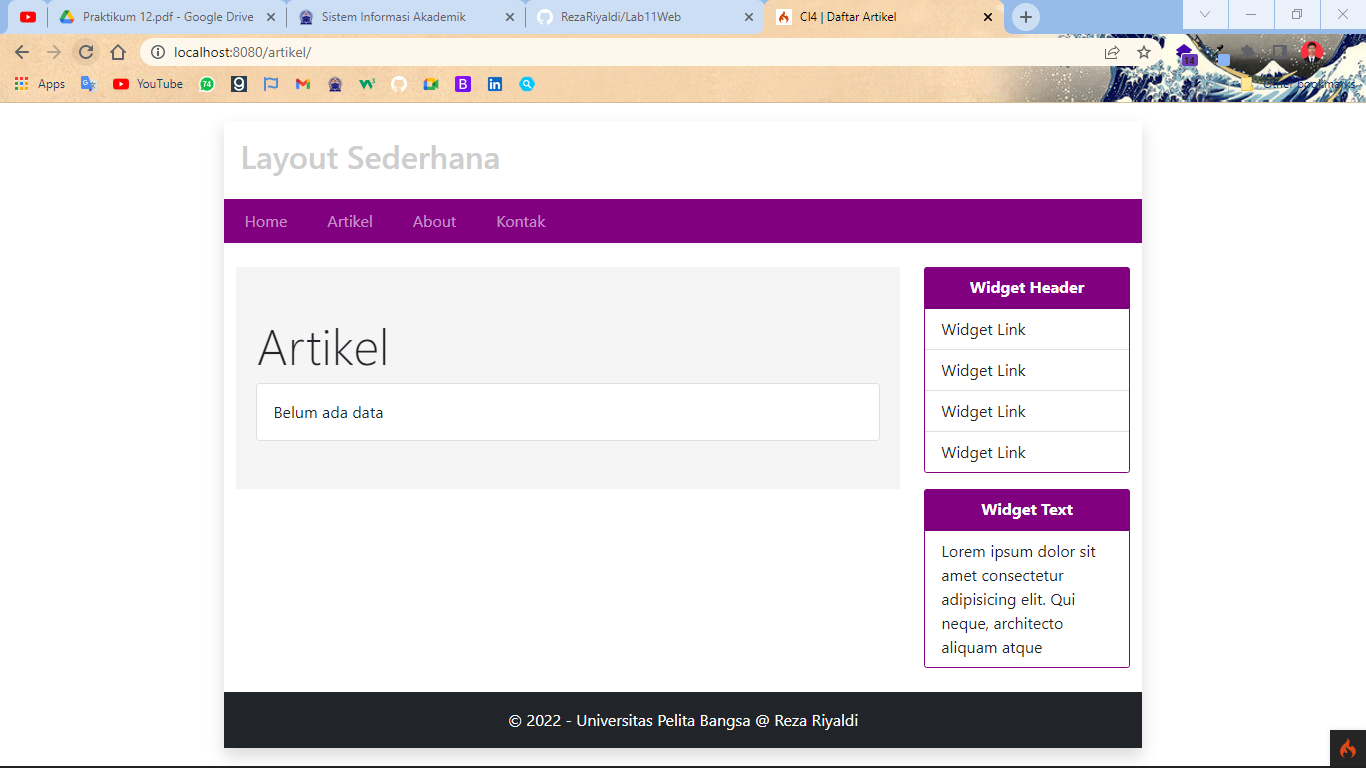 Praktikum 12.pdf - Google Drive
Sistem Informasi Akademik
RezaRiyaldi/Lab11Web
CI4 | Daftar Artikel
localhost:8080/artikel/
14
Apps
YouTube
74
Other bookmarks
Layout Sederhana
Home Artikel About Kontak
Artikel
Belum ada data
Widget Header
Widget Link
Widget Link
Widget Link
Widget Link
Widget Text
Lorem ipsum dolor sit
amet consectetur
adipisicing elit. Qui
neque, architecto
aliquam atque
© 2022 - Universitas Pelita Bangsa @ Reza Riyaldi